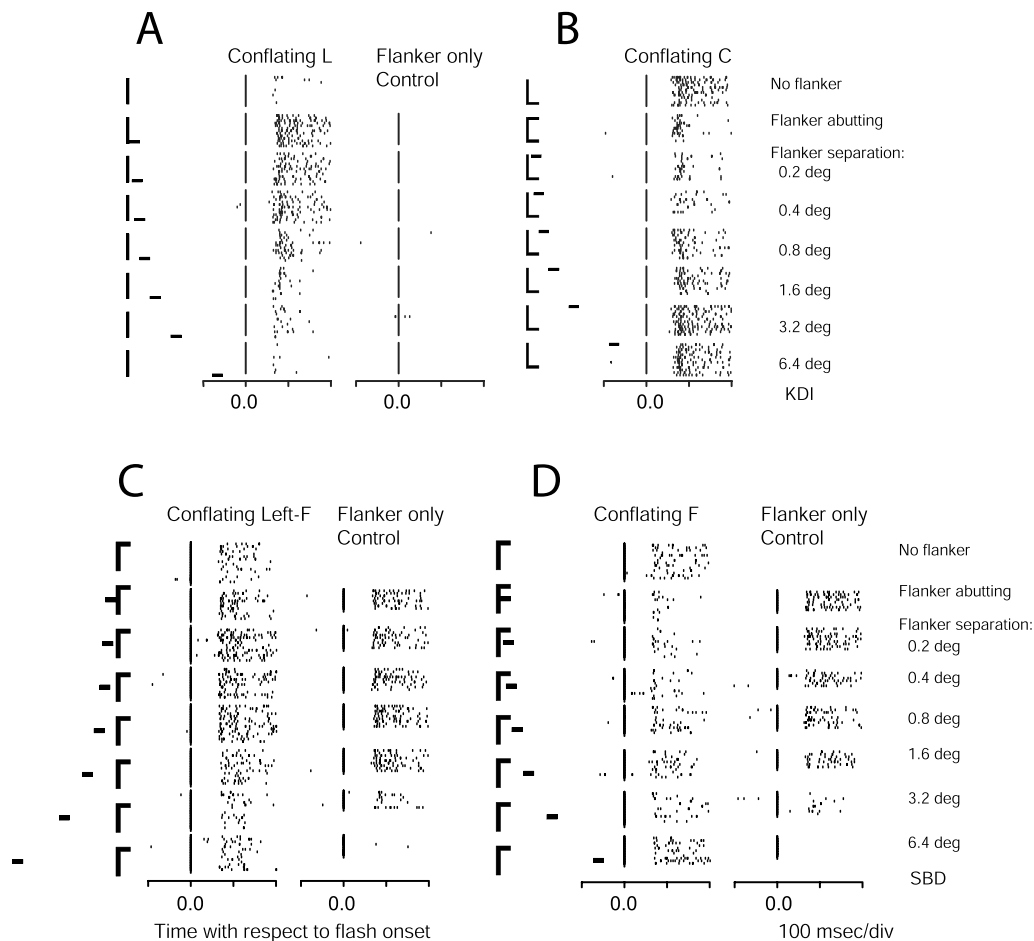 A
B
Conflating L
Flanker only
Control
Conflating C
No flanker
Flanker abutting
Flanker separation:
0.2 deg
0.4 deg
0.8 deg
1.6 deg
3.2 deg
6.4 deg
0.0
0.0
0.0
KDI
C
D
Conflating Left-F
Flanker only
Control
Conflating F
Flanker only
Control
No flanker
Flanker abutting
Flanker separation:
0.2 deg
0.4 deg
0.8 deg
1.6 deg
3.2 deg
6.4 deg
SBD
0.0
0.0
0.0
0.0
Time with respect to flash onset
100 msec/div